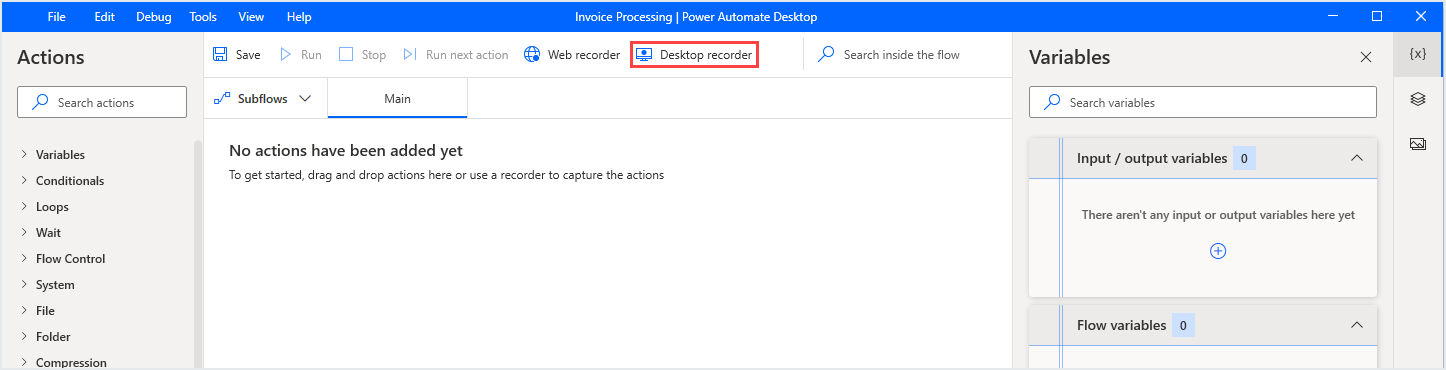 File Edit Debug Tools View Help Invoice Processing | Power Automate Desktop
Actions
Search actions
Variables
Conditionals
Loops
Wait
Flow Control
System
File
Folder
Compression
Save Run Stop Run next action Web recorder Desktop recorder Search inside the flow
Subflows Main
No actions have been added yet
To get started, drag and drop actions here or use a recorder to capture the actions
Variables
{x}
Search variables
Input / output variables 0
There aren't any input or output variables here yet
Flow variables 0